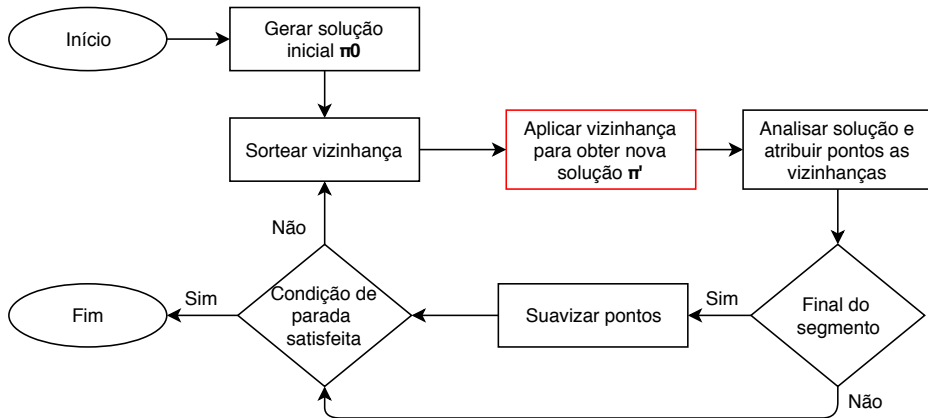 Início
Gerar solução
inicial π0
Sortear vizinhança
Aplicar vizinhança
para obter nova
solução π'
Analisar solução e
atribuir pontos as
vizinhanças
Não
Fim
Sim
Condição de
parada
satisfeita
Suavizar pontos
Sim
Final do
segmento
Não